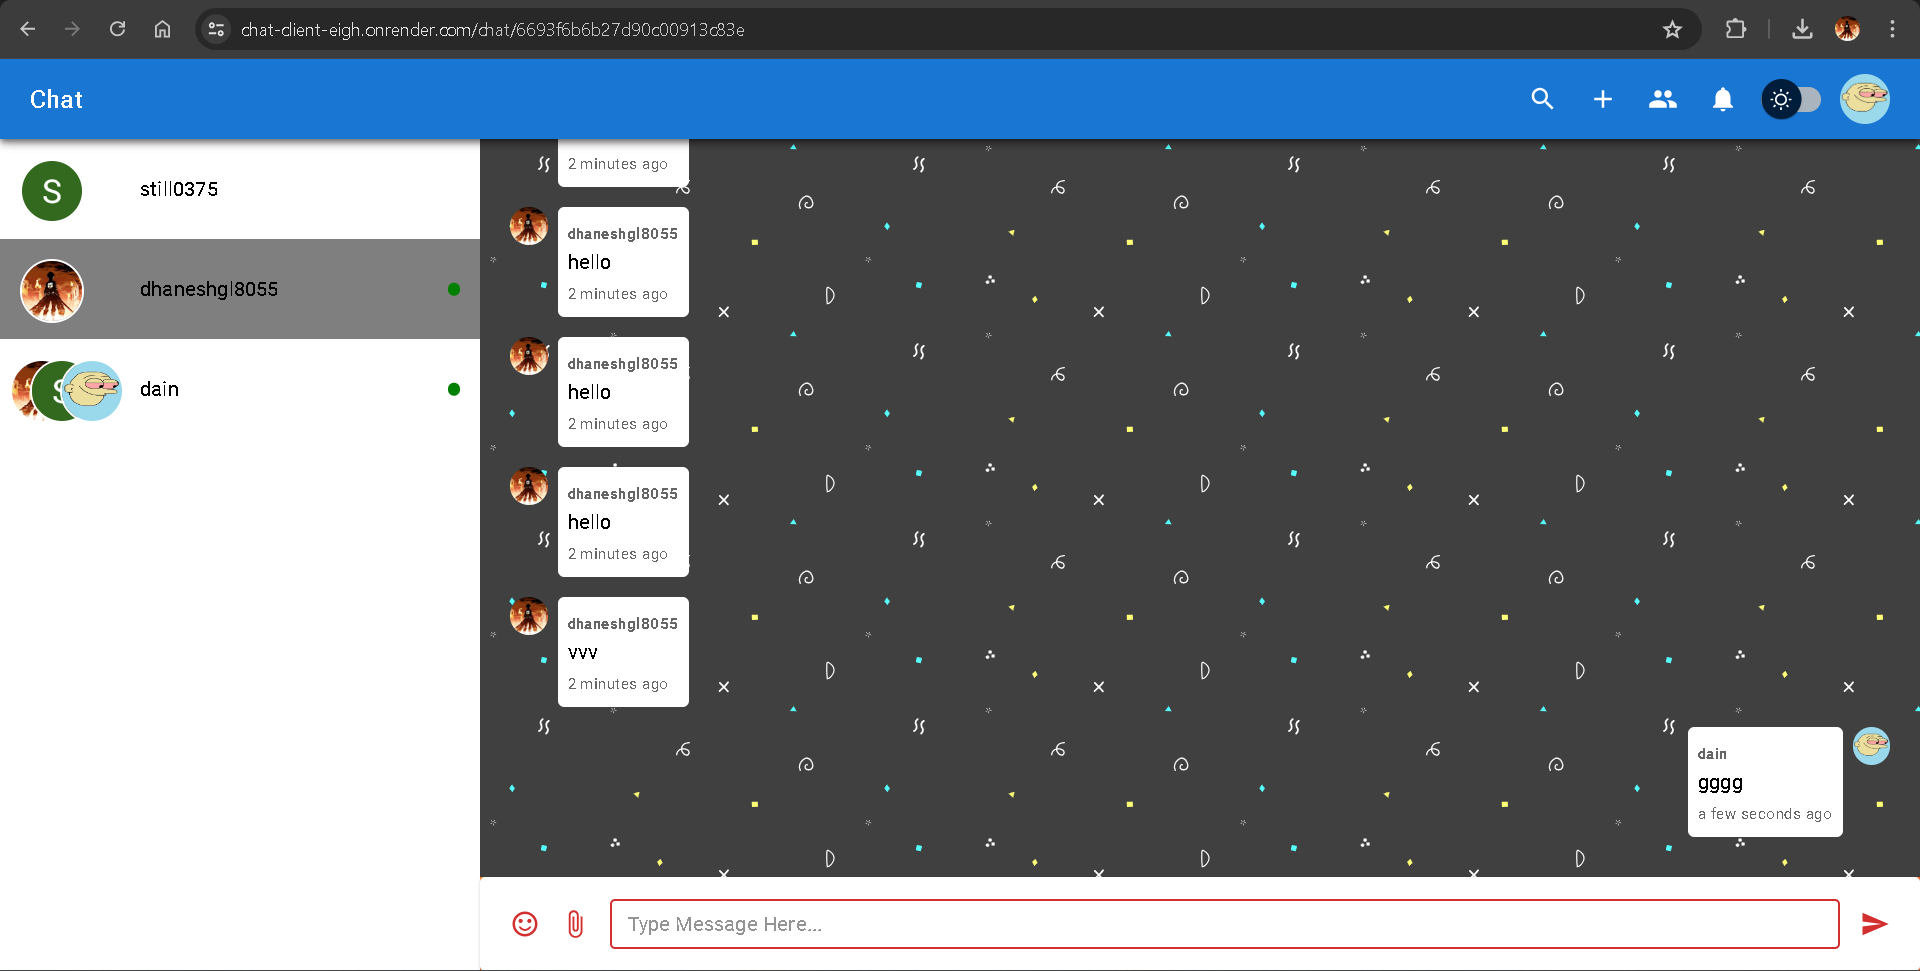 chat-client-eigh.onrender.com/chat/6693f6b6b27d90c00913c83e
Chat
S
still0375
dhaneshgl8055
S
dain
2 minutes ago
dhaneshgl8055
hello
2 minutes ago
dhaneshgl8055
hello
2 minutes ago
dhaneshgl8055
hello
2 minutes ago
dhaneshgl8055
vvv
2 minutes ago
dain
gggg
a few seconds ago
Type Message Here...